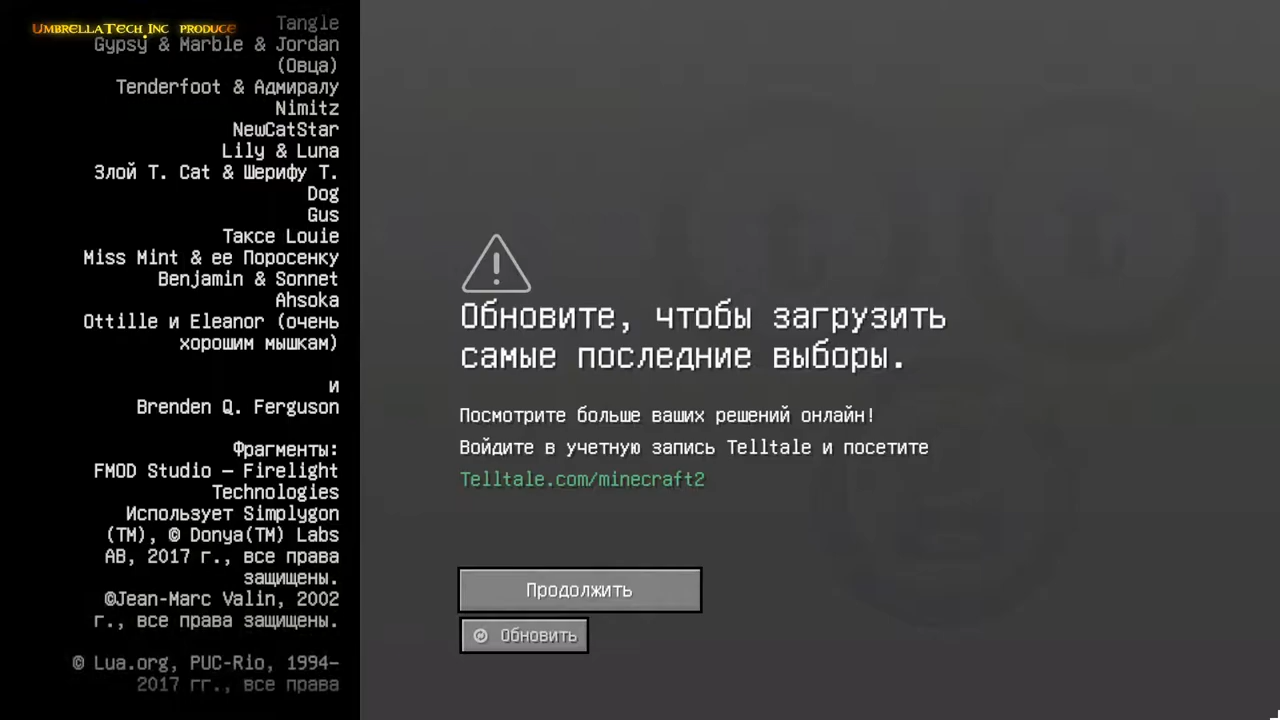 UmbrellaTech.Inc produce
Tangle
Gypsy & Marble & Jordan
(Овца)
Tenderfoot & Адмиралу
Nimitz
NewCatStar
Lily & Luna
Злой T. Cat & Шерифу T.
Dog
Gus
Таксе Louie
Miss Mint & ее Поросенку
Benjamin & Sonnet
Ahsoka
Ottille и Eleanor (очень
хорошим мышкам)
и
Brenden Q. Ferguson
Фрагменты:
FMOD Studio – Firelight
Technologies
Использует Simplygon
(TM), © Donya(TM) Labs
AB, 2017 г., все права
защищены.
©Jean-Marc Valin, 2002
г., все права защищены.
© Lua.org, PUC-Rio, 1994-
2017 гг., все права
Обновите, чтобы загрузить
самые последние выборы.
Посмотрите больше ваших решений онлайн!
Войдите в учетную запись Telltale и посетите
Telltale.com/minecraft2
Продолжить
Обновить